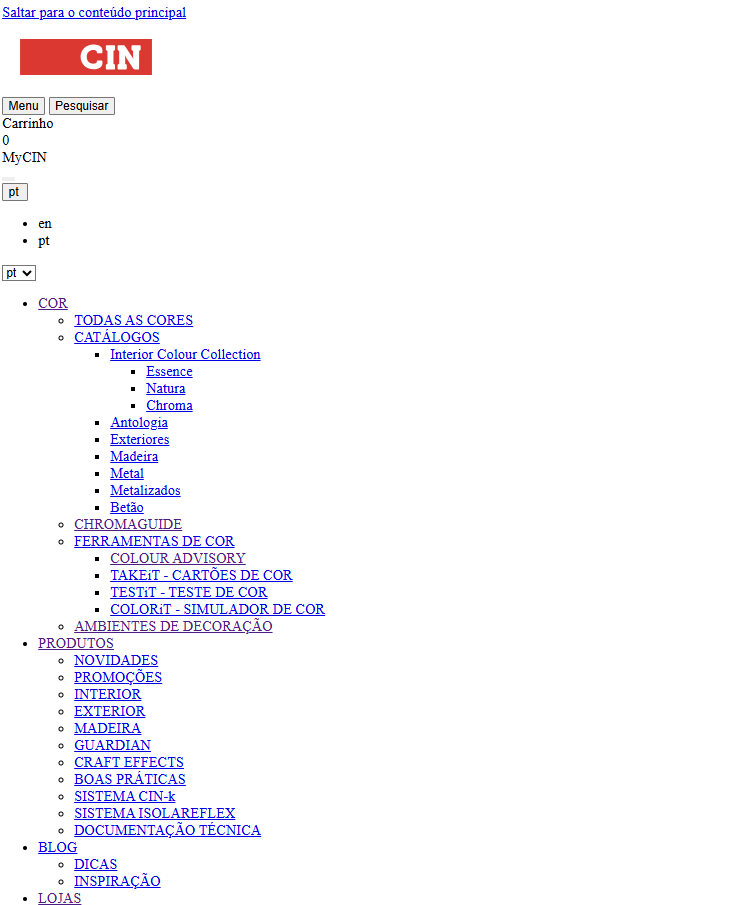 Saltar para o conteúdo principal
CIN
Menu Pesquisar
Carrinho
0
MyCIN
pt
en
pt
pt
COR
TODAS AS CORES
CATÁLOGOS
Interior Colour Collection
Essence
Natura
Chroma
Antologia
Exteriores
Madeira
Metal
Metalizados
Betão
CHROMAGUIDE
FERRAMENTAS DE COR
COLOUR ADVISORY
TAKEiT - CARTÕES DE COR
TESTiT - TESTE DE COR
COLORiT - SIMULADOR DE COR
AMBIENTES DE DECORAÇÃO
PRODUTOS
NOVIDADES
PROMOÇÕES
INTERIOR
EXTERIOR
MADEIRA
GUARDIAN
CRAFT EFFECTS
BOAS PRÁTICAS
SISTEMA CIN-k
SISTEMA ISOLAREFLEX
DOCUMENTAÇÃO TÉCNICA
BLOG
DICAS
INSPIRAÇÃO
LOJAS